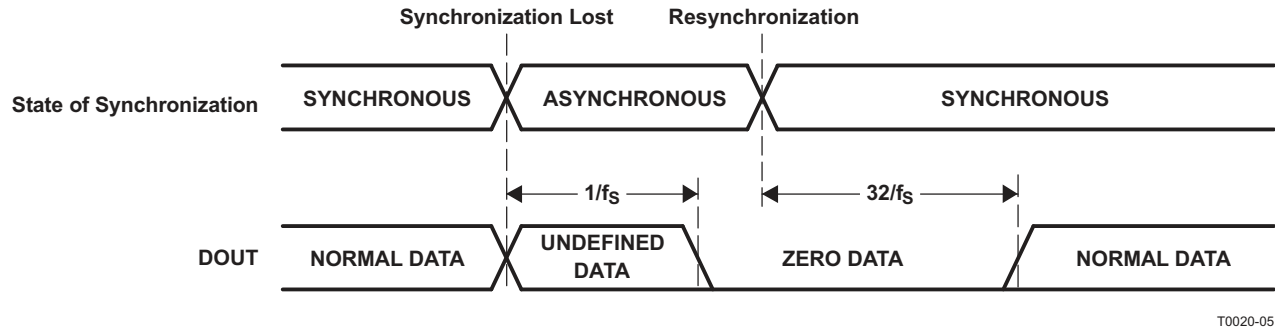 Synchronization Lost
Resynchronization
State of Synchronization
SYNCHRONOUS
ASYNCHRONOUS
SYNCHRONOUS
1/fS
32/fS
DOUT
NORMAL DATA
UNDEFINED
DATA
ZERO DATA
NORMAL DATA
T0020-05